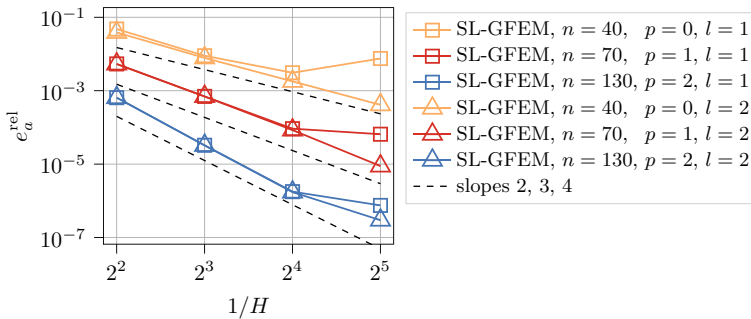 10^{-1}
10^{-3}
10^{-5}
10^{-7}
e_a^{rel}
2^2 2^3 2^4 2^5
1/H
SL-GFEM, n = 40, p = 0, l = 1
SL-GFEM, n = 70, p = 1, l = 1
SL-GFEM, n = 130, p = 2, l = 1
SL-GFEM, n = 40, p = 0, l = 2
SL-GFEM, n = 70, p = 1, l = 2
SL-GFEM, n = 130, p = 2, l = 2
slopes 2, 3, 4